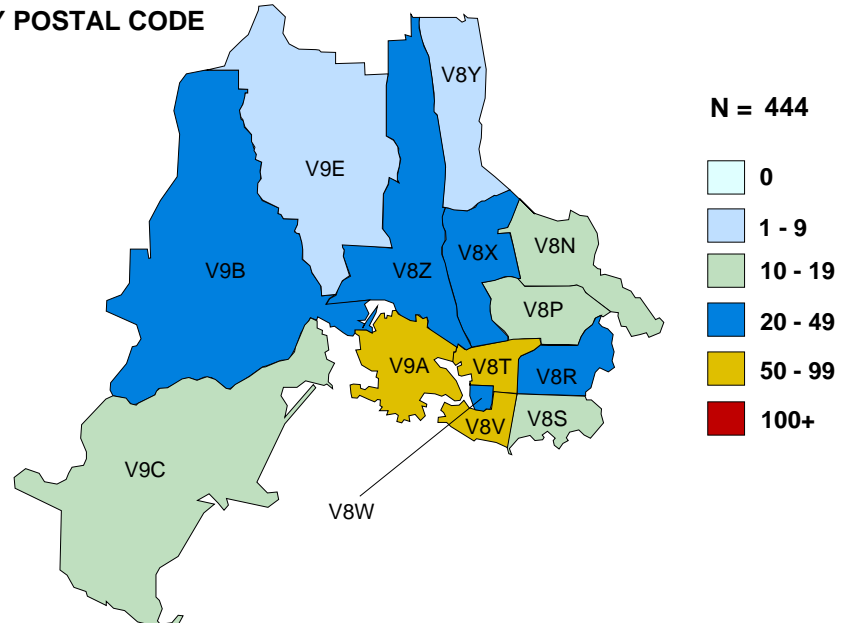 Y POSTAL CODE
V8Y
N = 444
V9E
0
1 - 9
V8N
V8X
V9B
V8Z
10 - 19
V8P
20 - 49
V9A
V8T
V8R
50 - 99
V8V
V8S
100+
V9C
V8W